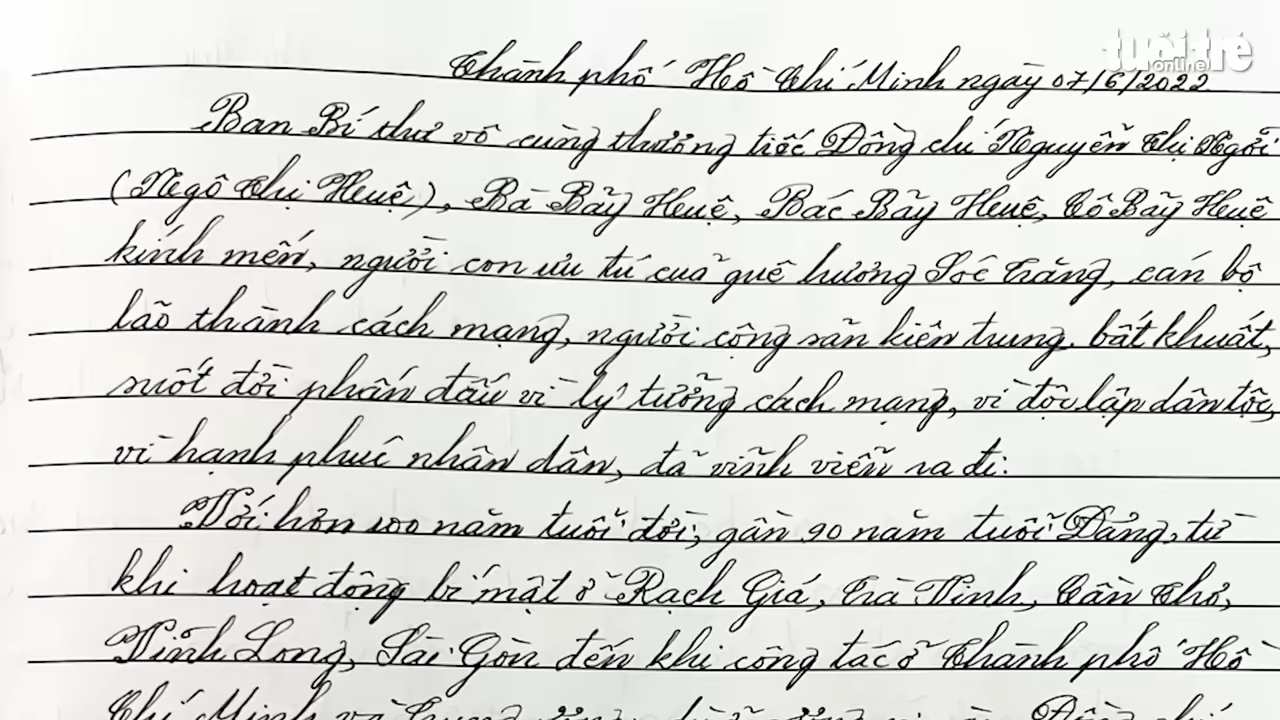 tuổi trẻ
online
Thành phố Hồ Chí Minh ngày 07/6/2022
Ban Bí thư vô cùng thương tiếc Đồng chí Nguyễn Thị Ngởi
(Ngô Thị Huệ), Bà Bảy Huệ, Bác Bảy Huệ, Cô Bảy Huệ
kính mến, người con ưu tú của quê hương Sóc Trăng, cán bộ
lão thành cách mạng, người cộng sản kiên trung, bất khuất,
suốt đời phấn đấu vì lý tưởng cách mạng, vì độc lập dân tộc,
vì hạnh phúc nhân dân, đã vĩnh viễn ra đi.
Với hơn 100 năm tuổi đời, gần 90 năm tuổi Đảng, từ
khi hoạt động bí mật ở Rạch Giá, Trà Vinh, Cần Thơ,
Vĩnh Long, Sài Gòn đến khi công tác ở Thành phố Hồ
Chí Minh và Trung ương,